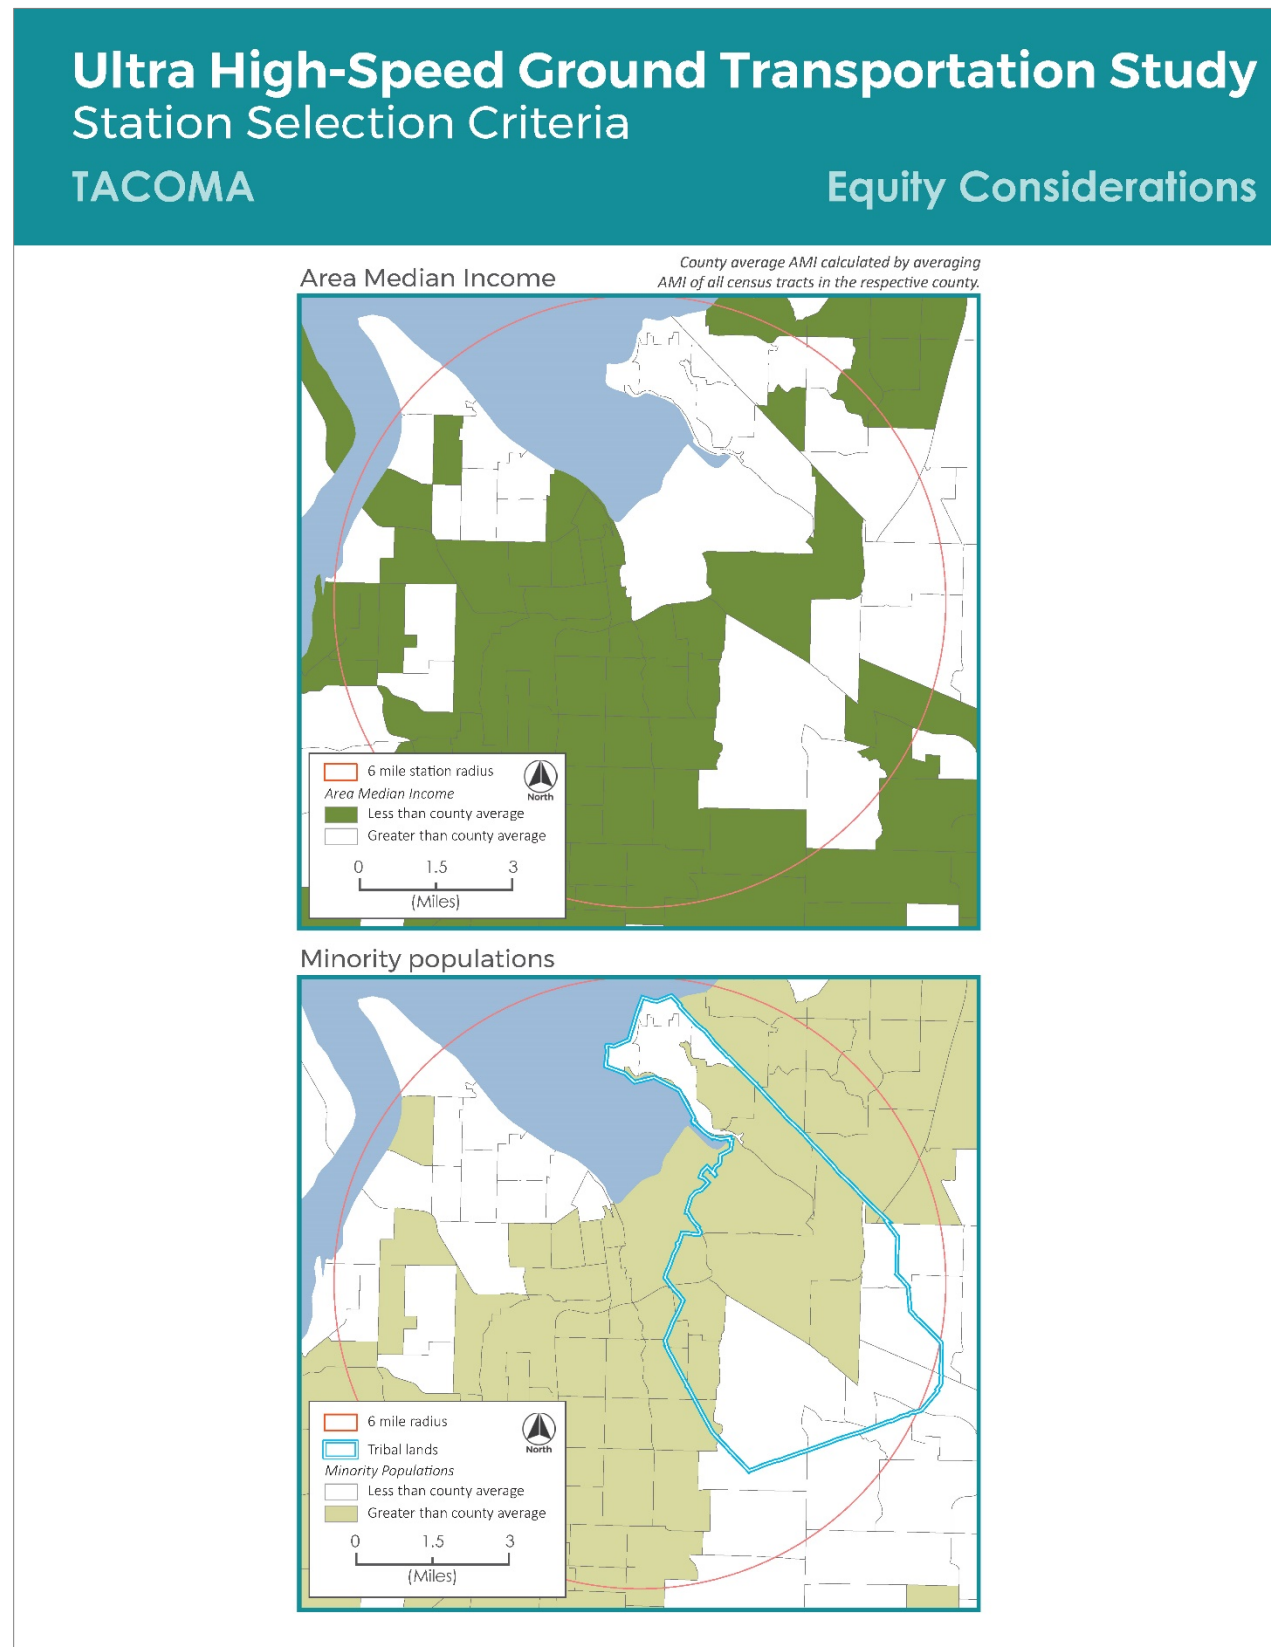 Ultra High-Speed Ground Transportation Study
Station Selection Criteria
TACOMA
Equity Considerations
Area Median Income
County average AMI calculated by averaging
AMI of all census tracts in the respective county.
6 mile station radius
North
Area Median Income
Less than county average
Greater than county average
0 1.5 3
(Miles)
Minority populations
6 mile radius
North
Tribal lands
Minority Populations
Less than county average
Greater than county average
0 1.5 3
(Miles)